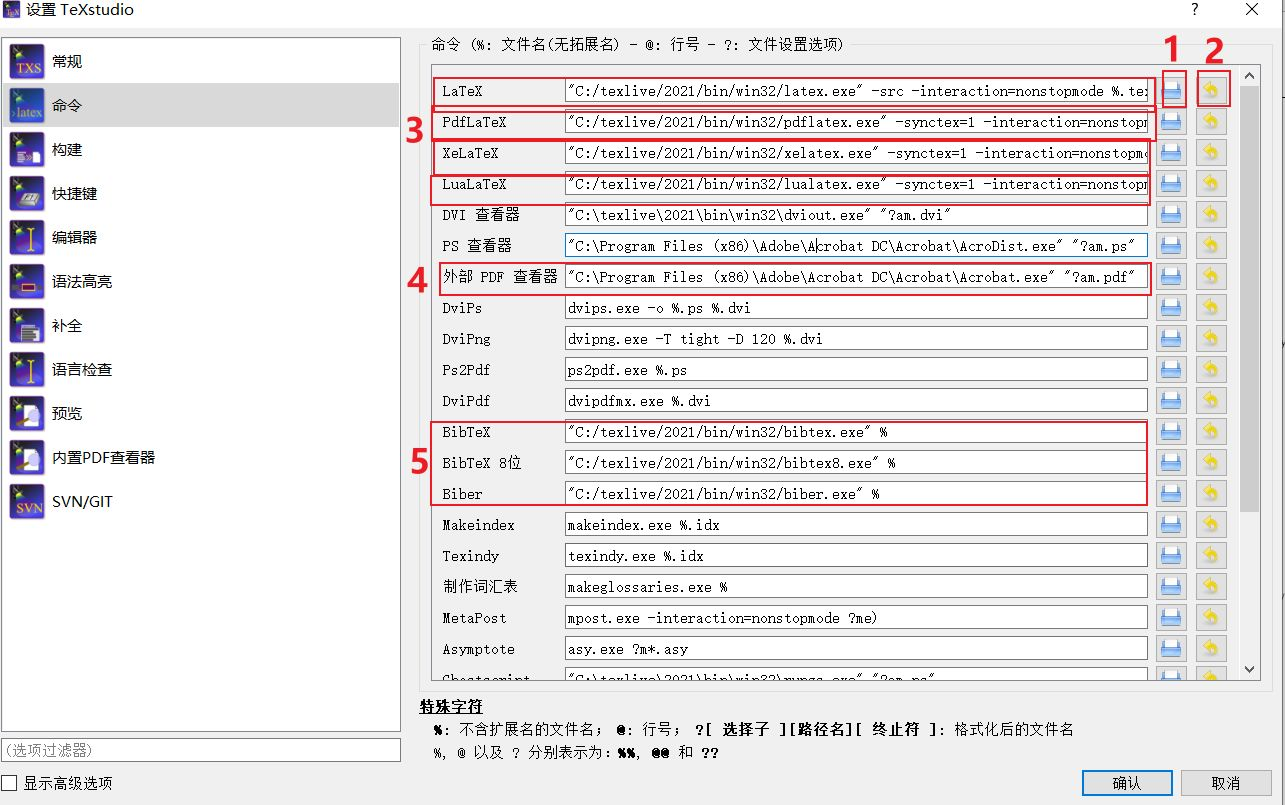 设置 TeXstudio
?
命令 (%: 文件名(无拓展名) - @: 行号 - ?: 文件设置选项)
1 2
TXS 常规
>latex 命令
构建
快捷键
编辑器
语法高亮
补全
语言检查
预览
内置PDF查看器
SVN SVN/GIT
(选项过滤器)
显示高级选项
LaTeX "C:/texlive/2021/bin/win32/latex.exe" -src -interaction=nonstopmode %.tex
3
PdfLaTeX "C:/texlive/2021/bin/win32/pdflatex.exe" -synctex=1 -interaction=nonstopm
XeLaTeX "C:/texlive/2021/bin/win32/xelatex.exe" -synctex=1 -interaction=nonstopmo
LuaLaTeX "C:/texlive/2021/bin/win32/lualatex.exe" -synctex=1 -interaction=nonstopm
DVI 查看器 "C:\texlive\2021\bin\win32\dviout.exe" "?am.dvi"
PS 查看器 "C:\Program Files (x86)\Adobe\Acrobat DC\Acrobat\AcroDist.exe" "?am.ps"
4 外部 PDF 查看器 "C:\Program Files (x86)\Adobe\Acrobat DC\Acrobat\Acrobat.exe" "?am.pdf"
DviPs dvips.exe -o %.ps %.dvi
DviPng dvipng.exe -T tight -D 120 %.dvi
Ps2Pdf ps2pdf.exe %.ps
DviPdf dvipdfmx.exe %.dvi
BibTeX "C:/texlive/2021/bin/win32/bibtex.exe" %
5 BibTeX 8位 "C:/texlive/2021/bin/win32/bibtex8.exe" %
Biber "C:/texlive/2021/bin/win32/biber.exe" %
Makeindex makeindex.exe %.idx
Texindy texindy.exe %.idx
制作词汇表 makeglossaries.exe %
MetaPost mpost.exe -interaction=nonstopmode ?me)
Asymptote asy.exe ?m*.asy
特殊字符
%: 不含扩展名的文件名; @: 行号; ?[ 选择子 ][路径名][ 终止符 ]: 格式化后的文件名
%, @ 以及 ? 分别表示为: %%, @@ 和 ??
确认 取消